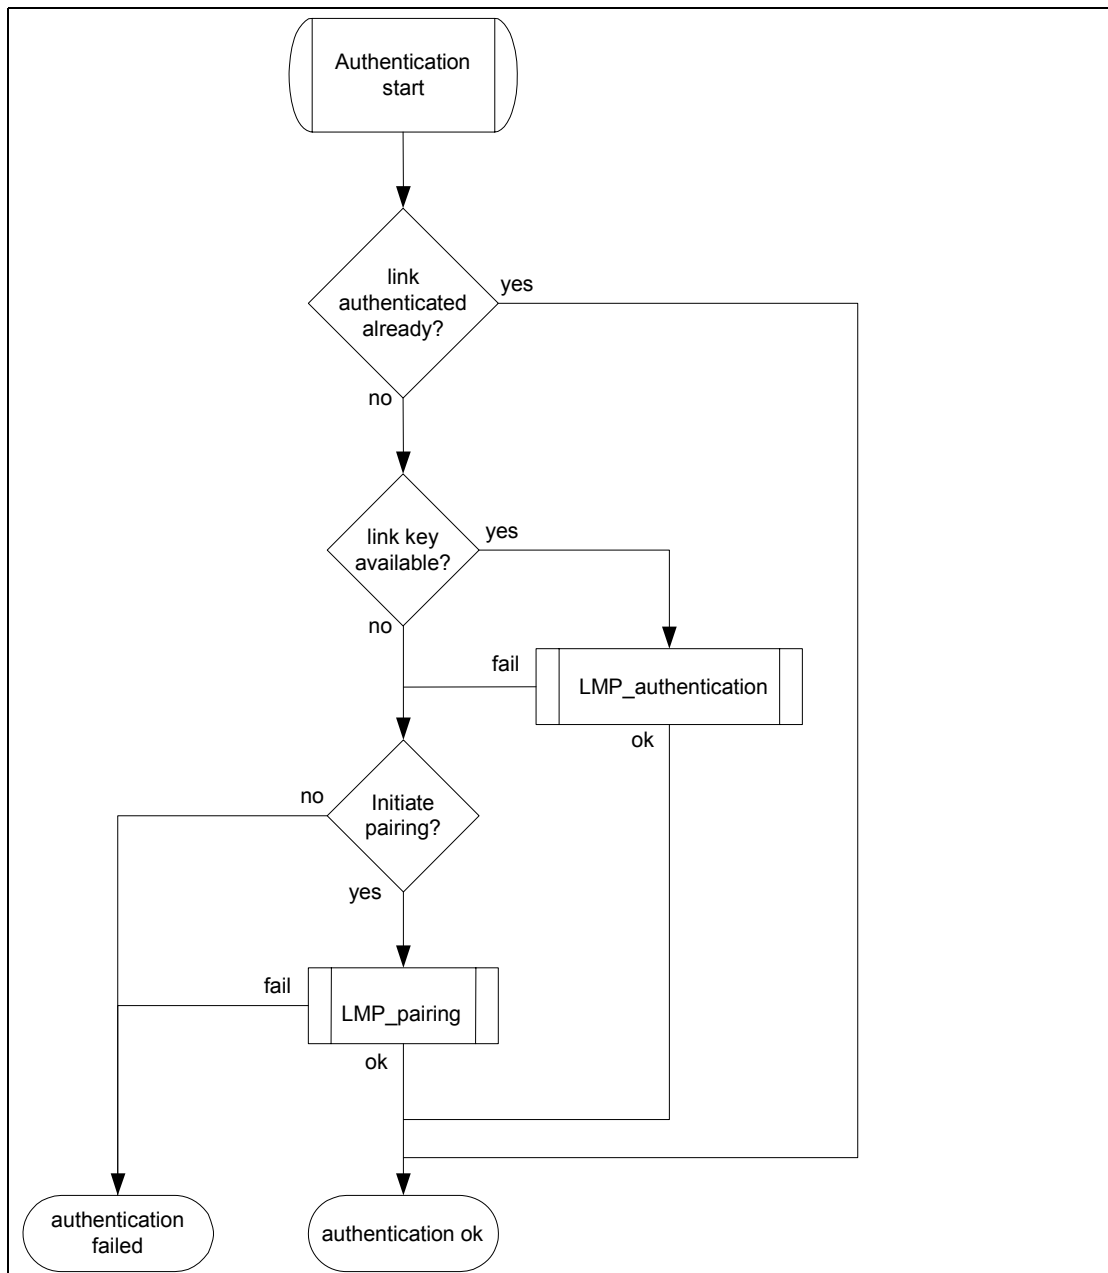 Authentication
start
link
authenticated
already?
yes
no
link key
available?
yes
no
fail
LMP_authentication
ok
no
Initiate
pairing?
yes
fail
LMP_pairing
ok
authentication
failed
authentication ok